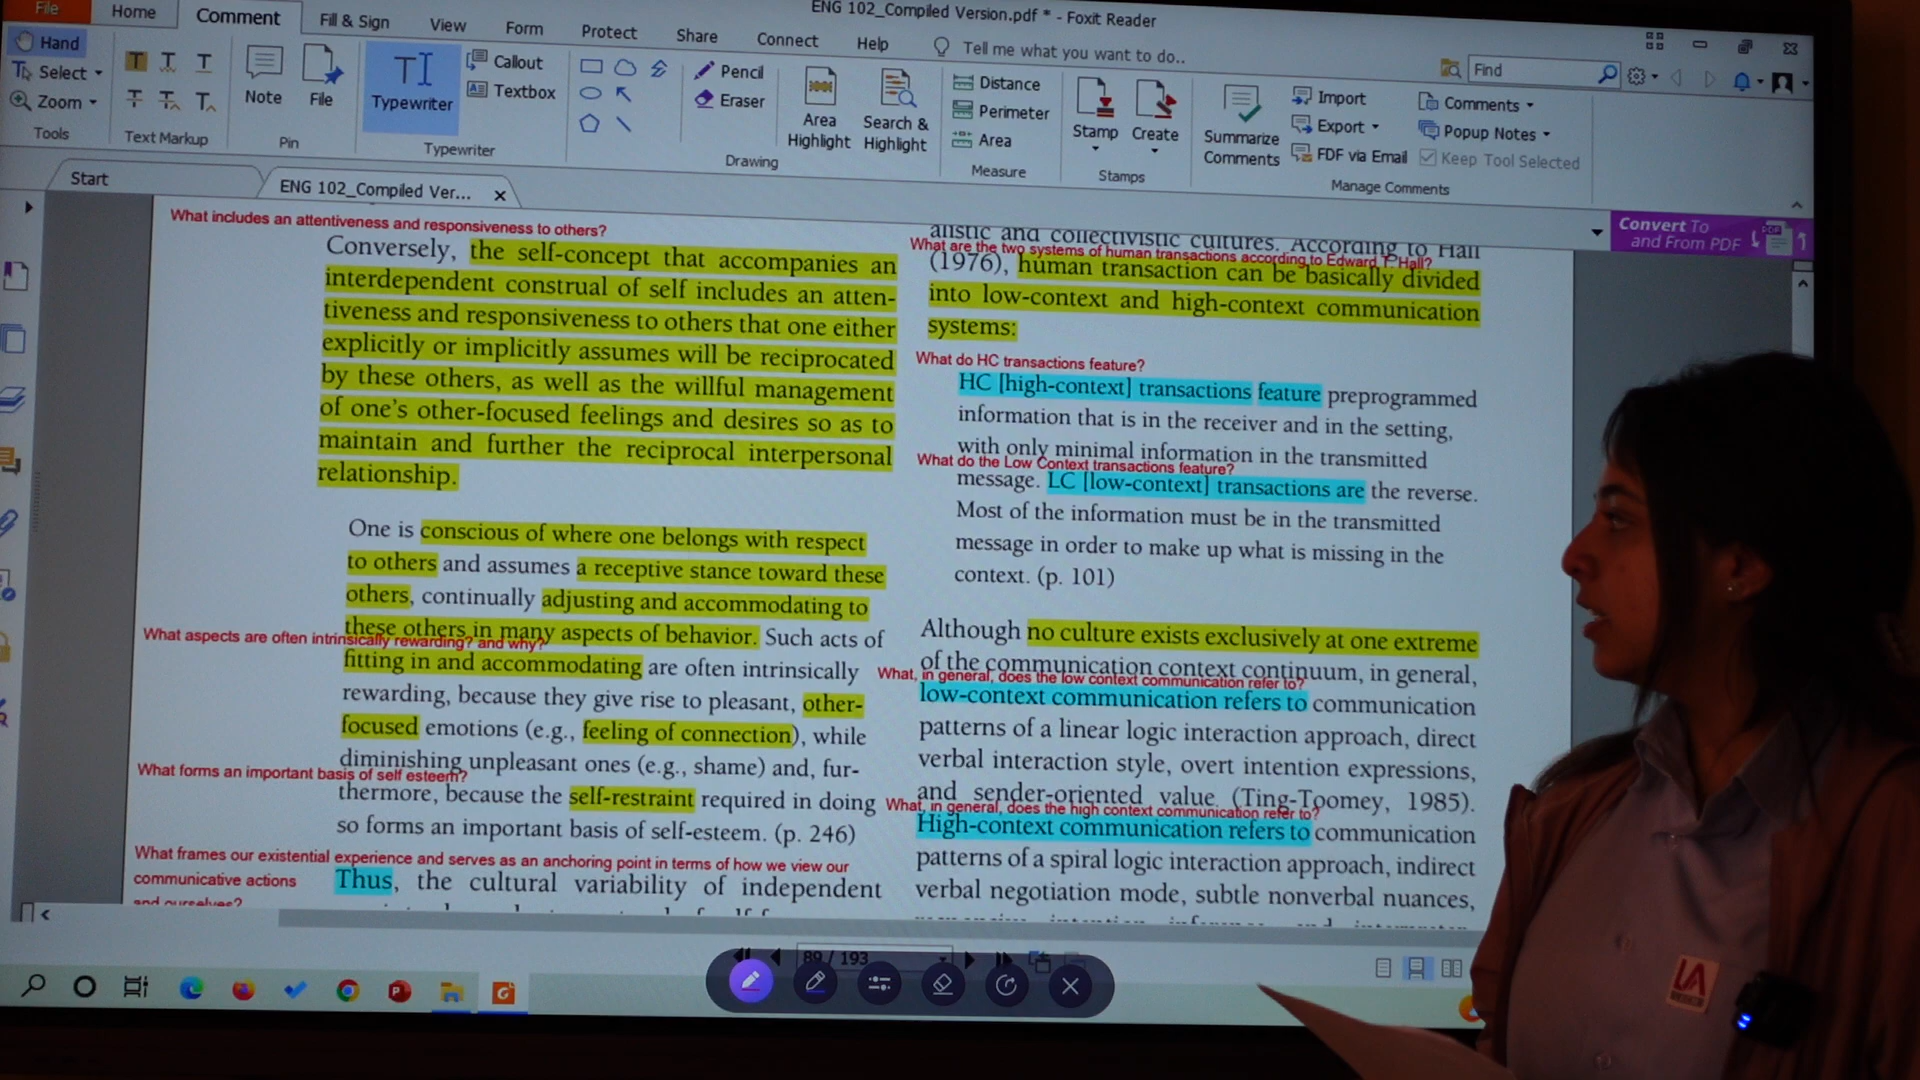 ENG 102_Compiled Version.pdf * - Foxit Reader
File Home Comment Fill & Sign View Form Protect Share Connect Help Tell me what you want to do..
Find
Hand
Select
Zoom
Tools
Text Markup
Note
File
Pin
Typewriter
Typewriter
Callout
Textbox
Pencil
Eraser
Drawing
Area
Highlight
Search &
Highlight
Distance
Perimeter
Area
Measure
Stamp
Create
Stamps
Summarize
Comments
Import
Export
FDF via Email
Comments
Popup Notes
Keep Tool Selected
Manage Comments
Start
ENG 102_Compiled Ver...
Convert To
and From PDF
What includes an attentiveness and responsiveness to others?
Conversely, the self-concept that accompanies an
interdependent construal of self includes an atten-
tiveness and responsiveness to others that one either
explicitly or implicitly assumes will be reciprocated
by these others, as well as the willful management
of one's other-focused feelings and desires so as to
maintain and further the reciprocal interpersonal
relationship.
One is conscious of where one belongs with respect
to others and assumes a receptive stance toward these
others, continually adjusting and accommodating to
these others in many aspects of behavior. Such acts of
What aspects are often intrinsically rewarding? and why?
fitting in and accommodating are often intrinsically
rewarding, because they give rise to pleasant, other-
focused emotions (e.g., feeling of connection), while
diminishing unpleasant ones (e.g., shame) and, fur-
What forms an important basis of self esteem?
thermore, because the self-restraint required in doing
so forms an important basis of self-esteem. (p. 246)
What frames our existential experience and serves as an anchoring point in terms of how we view our
communicative actions
and ourselves?
Thus, the cultural variability of independent
alistic and collectivistic cultures. According to Hall
What are the two systems of human transactions according to Edward T. Hall?
(1976), human transaction can be basically divided
into low-context and high-context communication
systems:
What do HC transactions feature?
HC [high-context] transactions feature preprogrammed
information that is in the receiver and in the setting,
with only minimal information in the transmitted
What do the Low Context transactions feature?
message. LC [low-context] transactions are the reverse.
Most of the information must be in the transmitted
message in order to make up what is missing in the
context. (p. 101)
Although no culture exists exclusively at one extreme
of the communication context continuum, in general,
What, in general, does the low context communication refer to?
low-context communication refers to communication
patterns of a linear logic interaction approach, direct
verbal interaction style, overt intention expressions,
and sender-oriented value (Ting-Toomey, 1985).
What, in general, does the high context communication refer to?
High-context communication refers to communication
patterns of a spiral logic interaction approach, indirect
verbal negotiation mode, subtle nonverbal nuances,
89 / 193